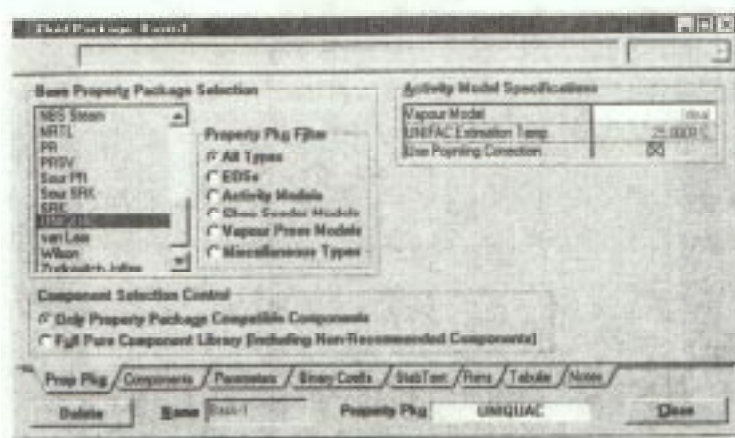 Fluid Package: Basis-1
Base Property Package Selection
NBS Steam
NRTL
PR
PRSV
Sour PR
Sour SRK
SRK
UNIQUAC
van Laar
Wilson
Zudkevitch Joffee
Property Pkg Filter
All Types
EOSs
Activity Models
Chao Seader Models
Vapour Press Models
Miscellaneous Types
Activity Model Specifications
Vapour Model Ideal
UNIFAC Estimation Temp 25.0000 C
Use Poynting Correction
Component Selection Control
Only Property Package Compatible Components
Full Pure Component Library (Including Non-Recommended Components)
Prop Pkg Components Parameters Binary Coeffs StabTest Rxns Tabular Notes
Delete Name Basis-1 Property Pkg UNIQUAC Close